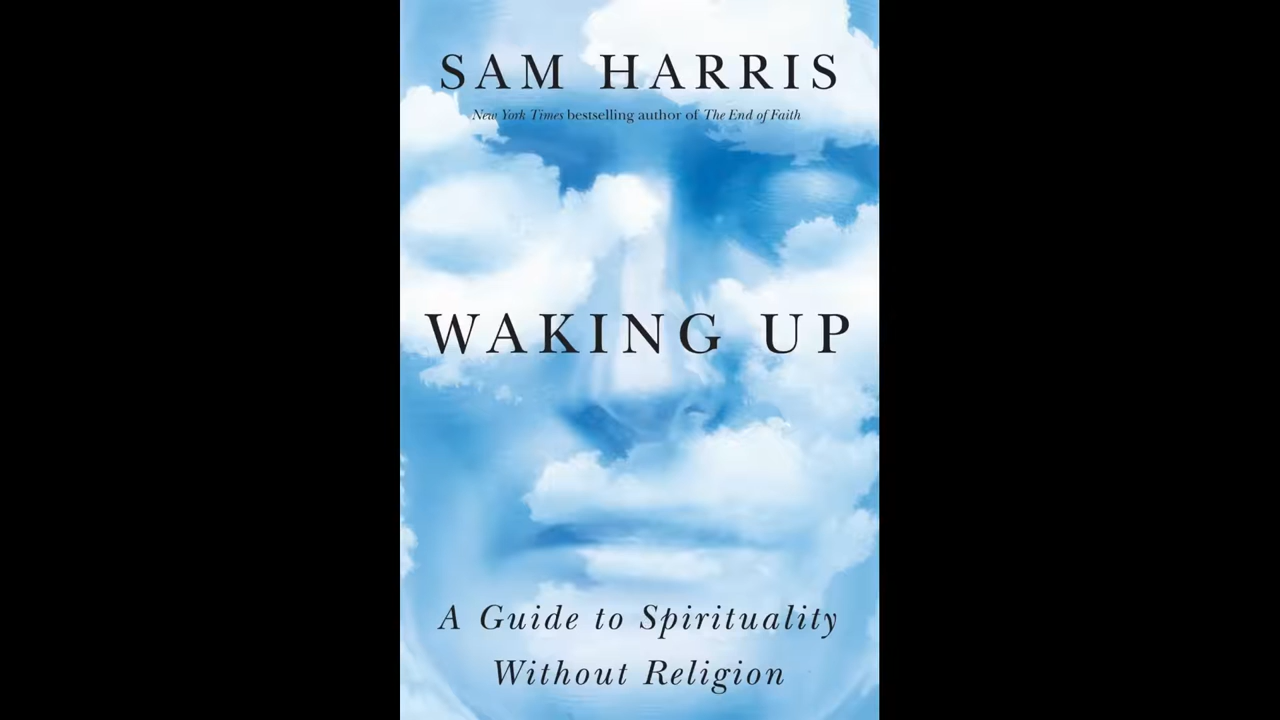 SAM HARRIS
New York Times bestselling author of The End of Faith
WAKING UP
A Guide to Spirituality
Without Religion